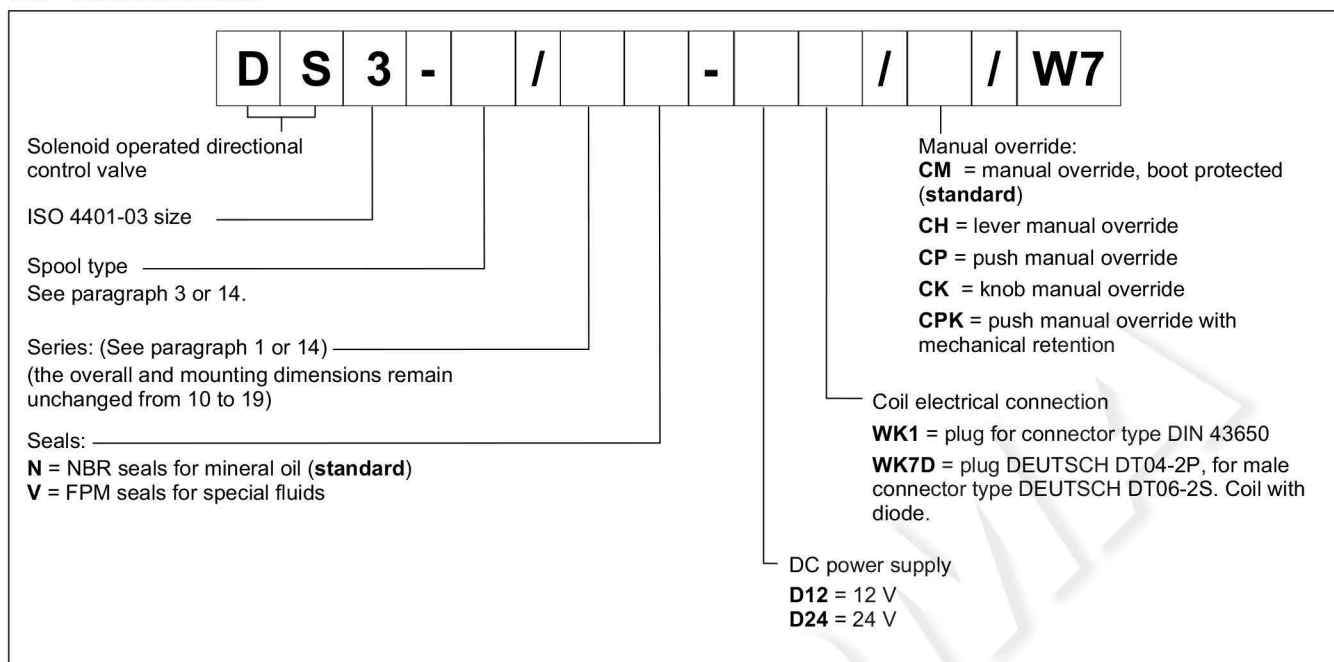 D S 3 - / - / / W7
Solenoid operated directional
control valve
ISO 4401-03 size
Spool type
See paragraph 3 or 14.
Series: (See paragraph 1 or 14)
(the overall and mounting dimensions remain
unchanged from 10 to 19)
Seals:
N = NBR seals for mineral oil (standard)
V = FPM seals for special fluids
Manual override:
CM = manual override, boot protected
(standard)
CH = lever manual override
CP = push manual override
CK = knob manual override
CPK = push manual override with
mechanical retention
Coil electrical connection
WK1 = plug for connector type DIN 43650
WK7D = plug DEUTSCH DT04-2P, for male
connector type DEUTSCH DT06-2S. Coil with
diode.
DC power supply
D12 = 12 V
D24 = 24 V